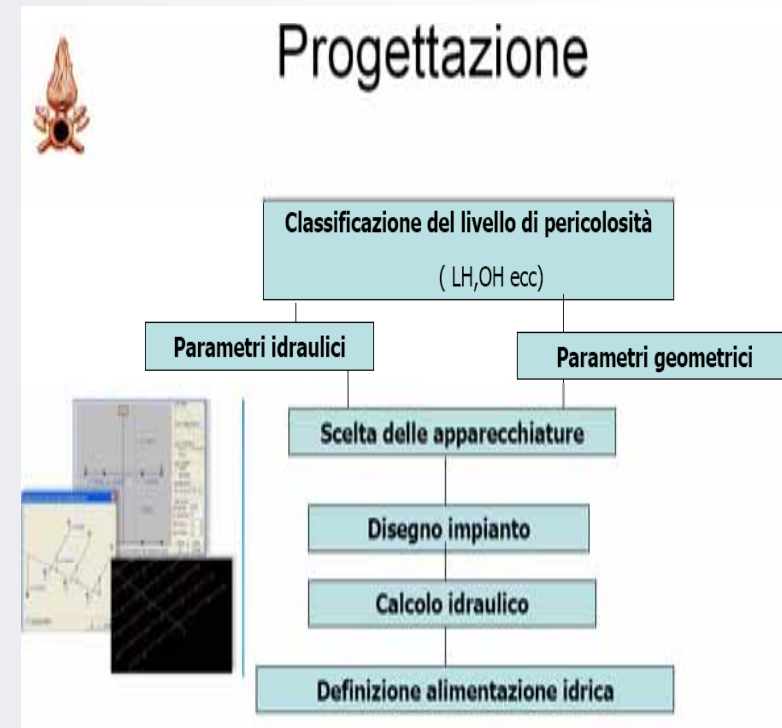 Progettazione
Classificazione del livello di pericolosità
( LH,OH ecc)
Parametri idraulici
Parametri geometrici
Scelta delle apparecchiature
Disegno impianto
Calcolo idraulico
Definizione alimentazione idrica